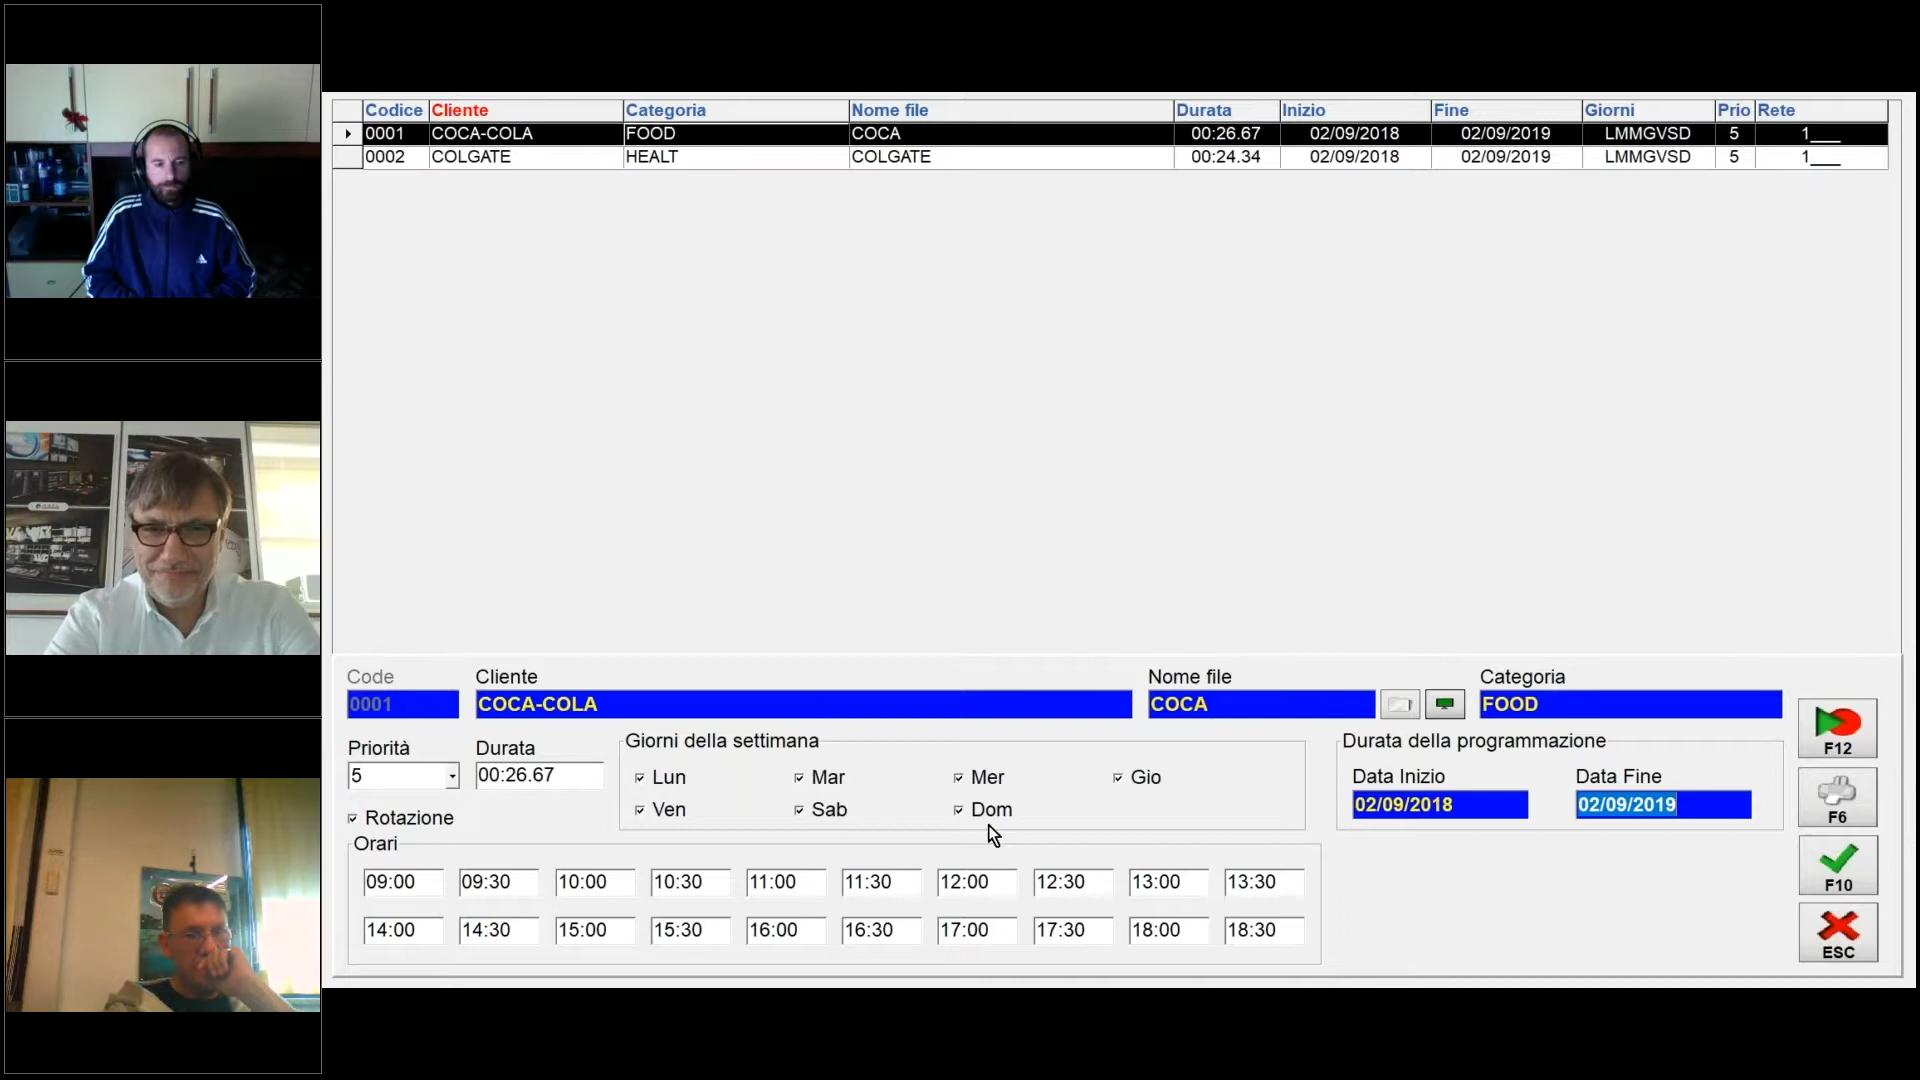 Codice Cliente Categoria Nome file Durata Inizio Fine Giorni Prio Rete
0001 COCA-COLA FOOD COCA 00:26.67 02/09/2018 02/09/2019 LMMGVSD 5 1___
0002 COLGATE HEALT COLGATE 00:24.34 02/09/2018 02/09/2019 LMMGVSD 5 1___
Code Cliente Nome file Categoria
0001 COCA-COLA COCA FOOD
Priorità Durata Giorni della settimana Durata della programmazione
5 00:26.67 Lun Mar Mer Gio Data Inizio Data Fine
Rotazione Ven Sab Dom 02/09/2018 02/09/2019
Orari
09:00 09:30 10:00 10:30 11:00 11:30 12:00 12:30 13:00 13:30
14:00 14:30 15:00 15:30 16:00 16:30 17:00 17:30 18:00 18:30
F12
F6
F10
ESC